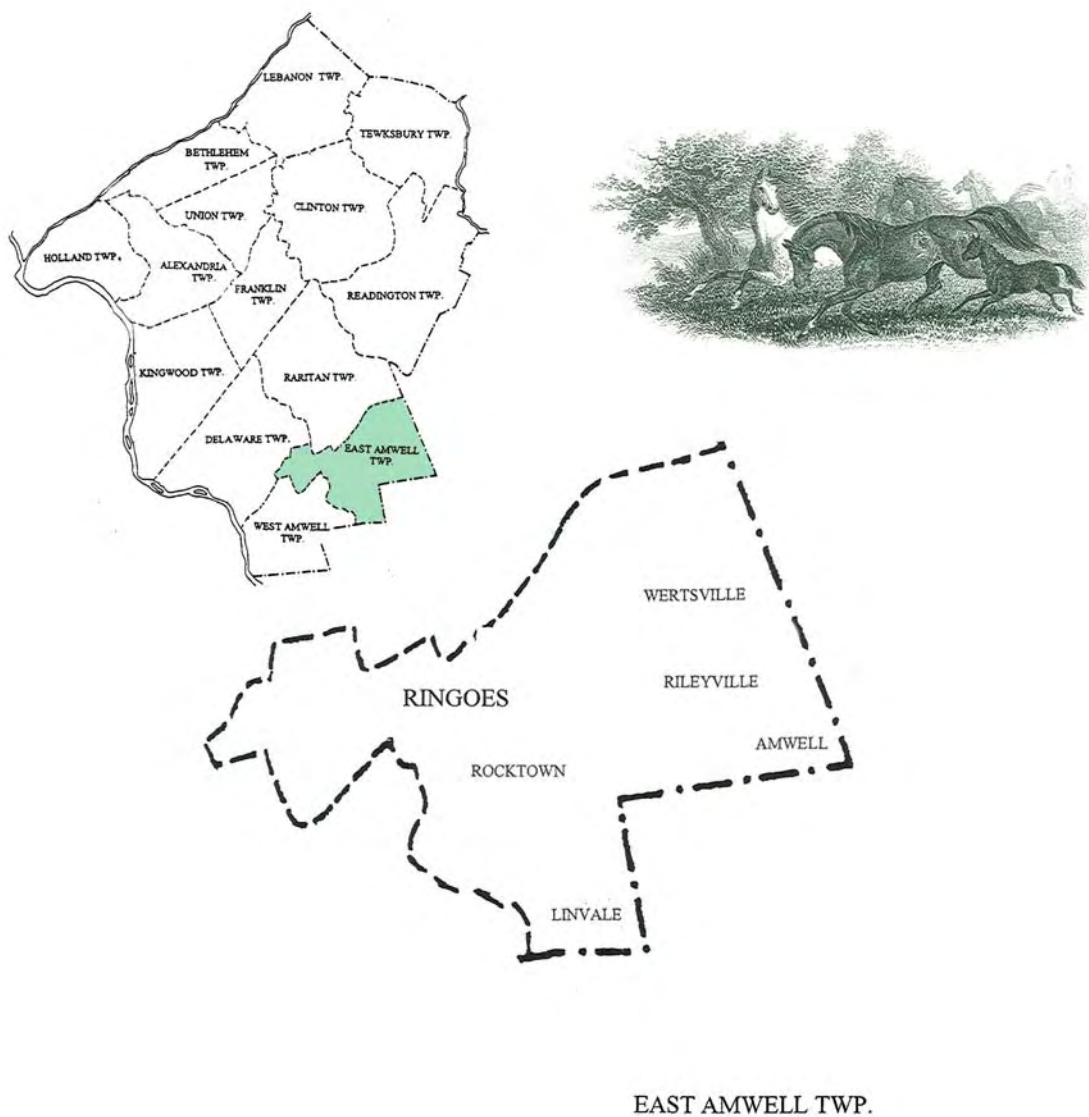 LEBANON TWP.
TEWKSBURY TWP.
BETHLEHEM
TWP.
UNION TWP.
CLINTON TWP.
HOLLAND TWP.
ALEXANDRIA
TWP.
FRANKLIN
TWP.
READINGTON TWP.
KINGWOOD TWP.
RARITAN TWP.
DELAWARE TWP.
EAST AMWELL
TWP.
WEST AMWELL
TWP.
WERTSVILLE
RILEYVILLE
RINGOES
AMWELL
ROCKTOWN
LINVALE
EAST AMWELL TWP.